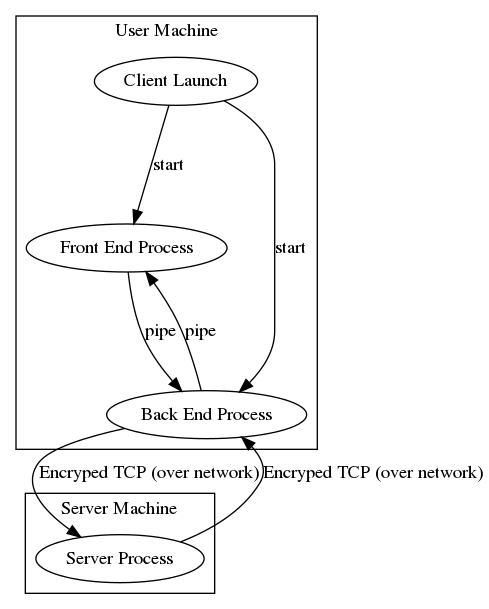 User Machine
Client Launch
start
Front End Process
start
pipe
pipe
Back End Process
Encryped TCP (over network)
Encryped TCP (over network)
Server Machine
Server Process